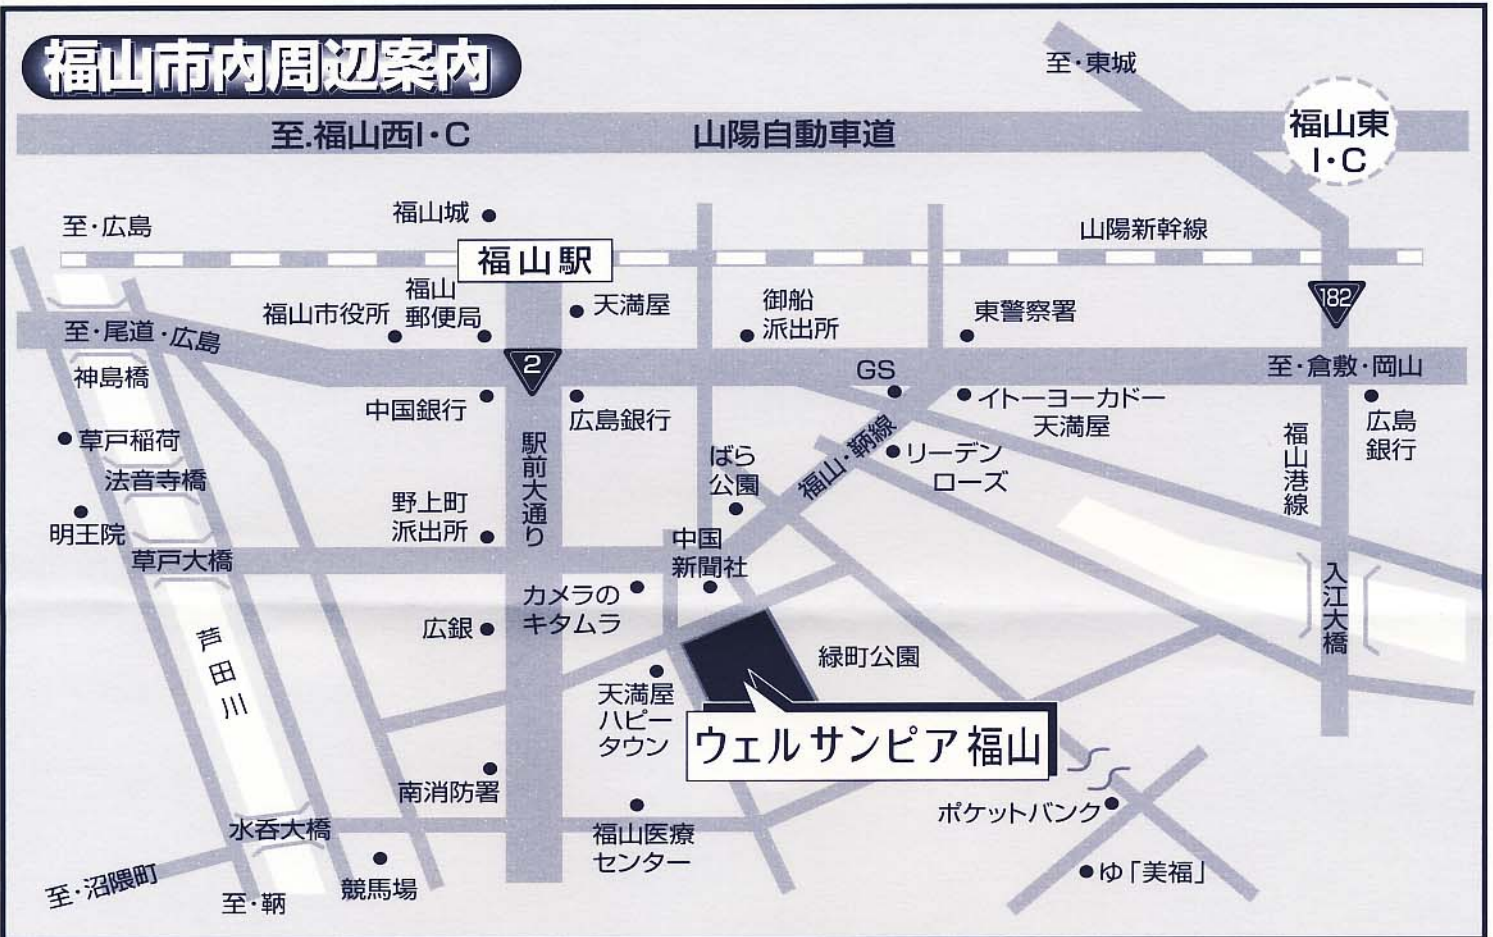 福山市内周辺案内
至・東城
至.福山西I・C
山陽自動車道
福山東
I・C
至・広島
福山城
山陽新幹線
福山駅
182
福山市役所
福山
郵便局
天満屋
御船
派出所
東警察署
至・尾道・広島
2
神島橋
GS
至・倉敷・岡山
中国銀行
広島銀行
イトーヨーカドー
天満屋
広島
銀行
草戸稲荷
法音寺橋
駅前大通り
ばら
公園
福山・鞆線
リーデン
ローズ
福山港線
明王院
野上町
派出所
草戸大橋
中国
新聞社
カメラの
キタムラ
入江大橋
芦田川
広銀
緑町公園
天満屋
ハピー
タウン
ウェルサンピア福山
南消防署
水呑大橋
福山医療
センター
ポケットバンク
至・沼隈町
至・鞆
競馬場
ゆ「美福」